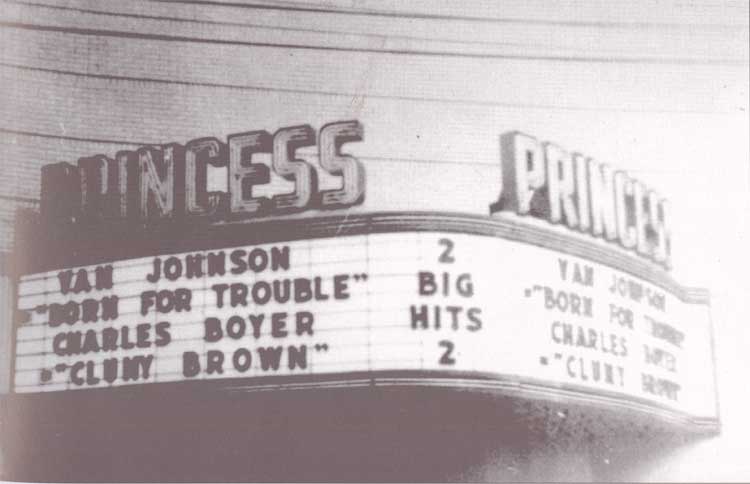 PRINCESS
VAN JOHNSON
"BORN FOR TROUBLE"
CHARLES BOYER
"CLUNY BROWN"
2
BIG
HITS
2
PRINCESS
VAN JOHNSON
"BORN FOR TROUBLE"
CHARLES BOYER
"CLUNY BROWN"